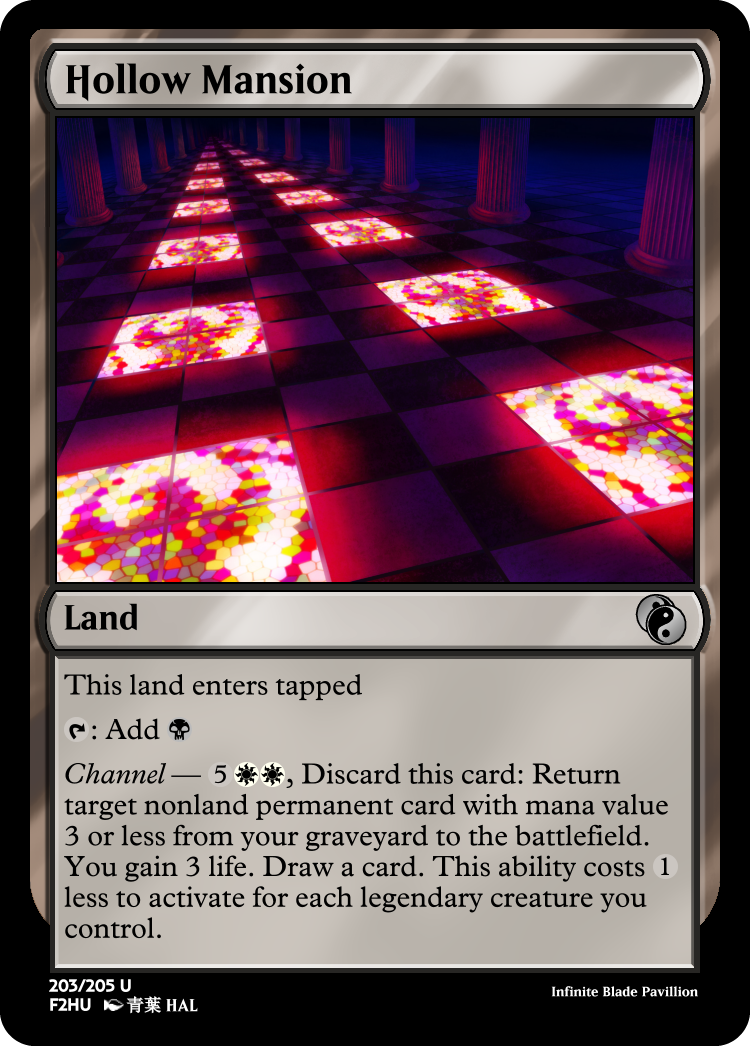 Hollow Mansion
Land
This land enters tapped
: Add
Channel — 5, Discard this card: Return
target nonland permanent card with mana value
3 or less from your graveyard to the battlefield.
You gain 3 life. Draw a card. This ability costs 1
less to activate for each legendary creature you
control.
203/205 U
F2HU 青葉 HAL
Infinite Blade Pavillion